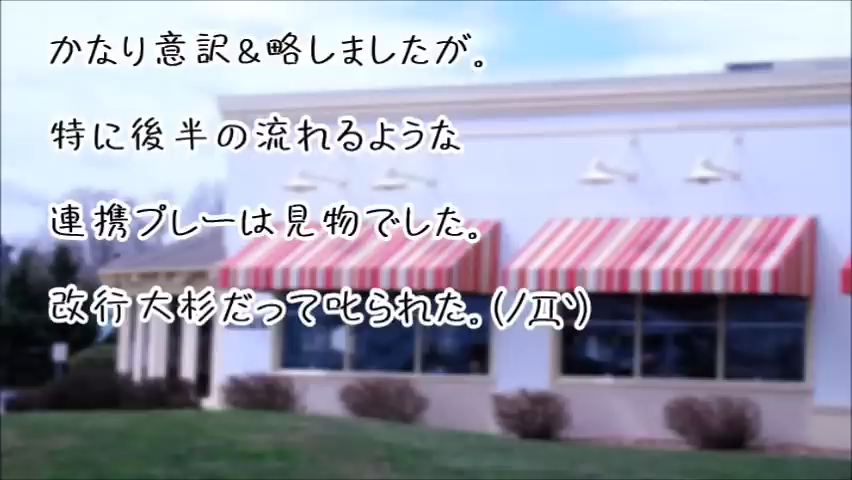 かなり意訳&略しましたが。
特に後半の流れるような
連携プレーは見物でした。
改行大杉だって叱られた。(ﾉД`)